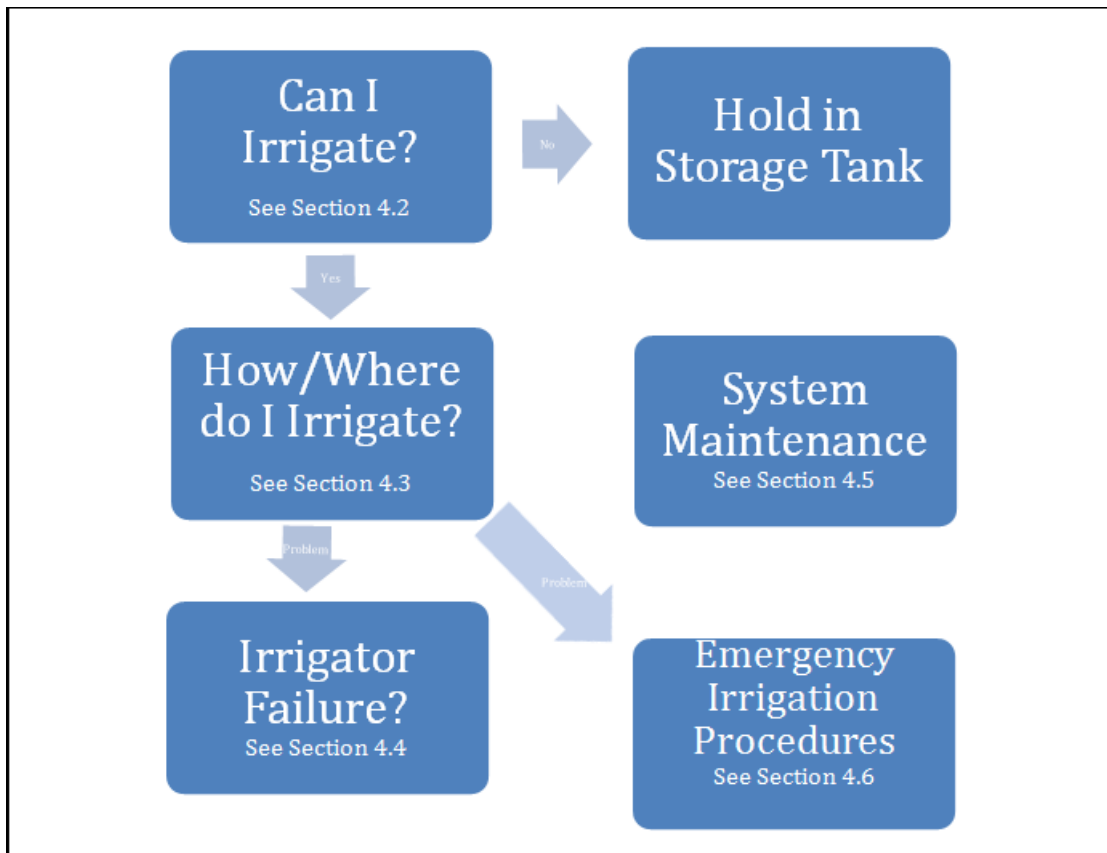 Can I
Irrigate?
See Section 4.2
No
Hold in
Storage Tank
Yes
How/Where
do I Irrigate?
See Section 4.3
System
Maintenance
See Section 4.5
Problem
Problem
Irrigator
Failure?
See Section 4.4
Emergency
Irrigation
Procedures
See Section 4.6